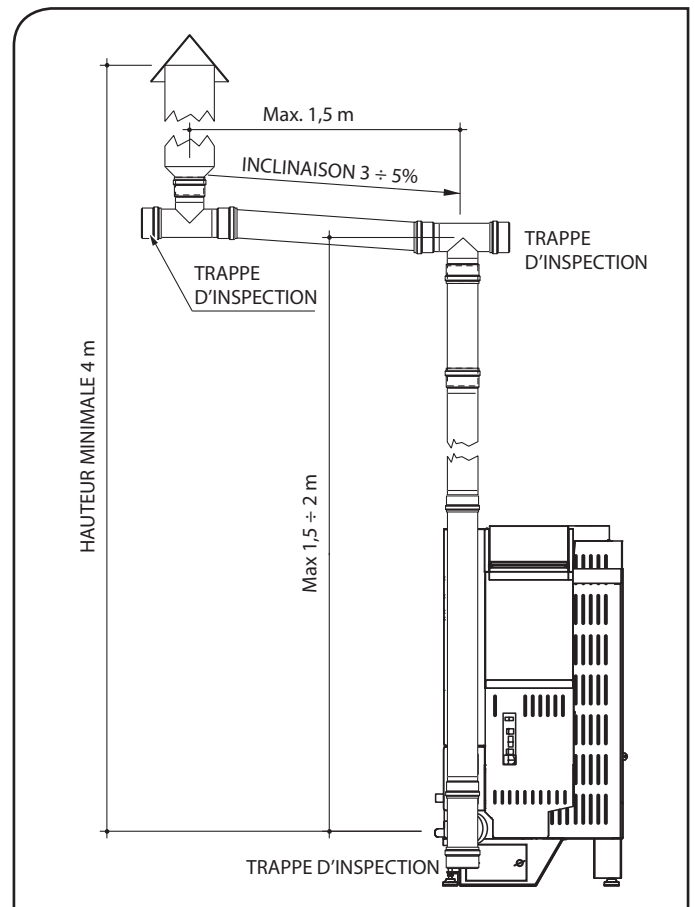 Max. 1,5 m
INCLINAISON 3 ÷ 5%
TRAPPE
D'INSPECTION
TRAPPE
D'INSPECTION
HAUTEUR MINIMALE 4 m
Max 1,5 ÷ 2 m
TRAPPE D'INSPECTION